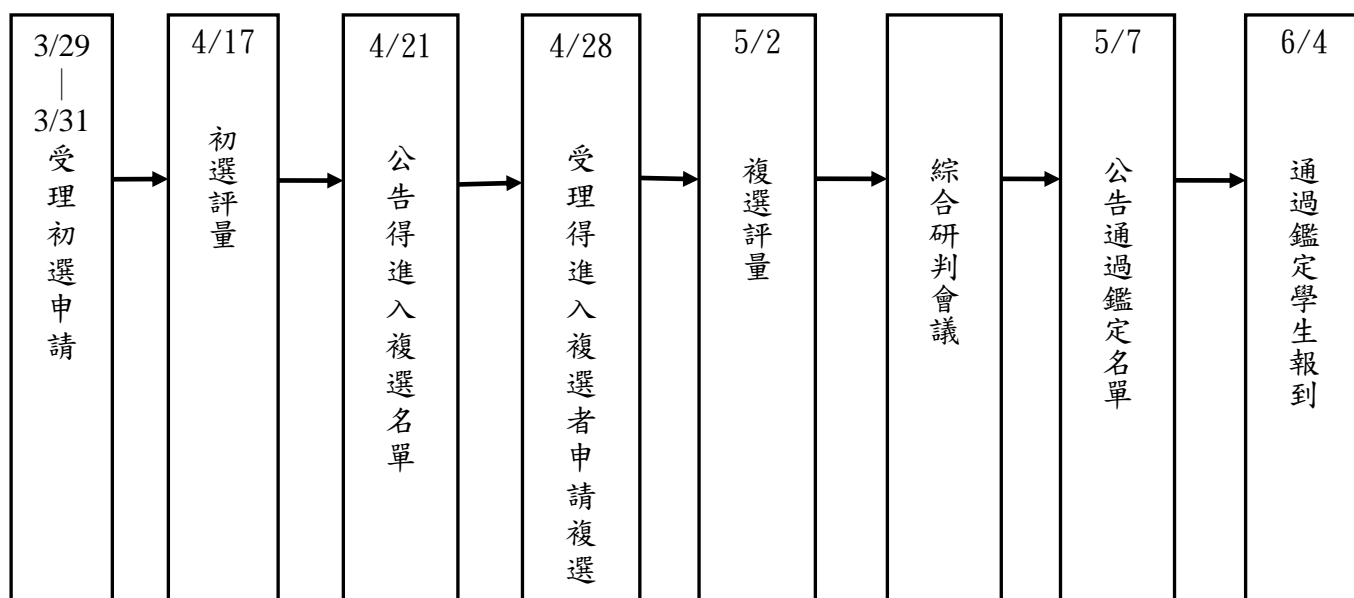 3/29
｜
3/31
受理初選申請
4/17
初選評量
4/21
公告得進入複選名單
4/28
受理得進入複選者申請複選
5/2
複選評量
綜合研判會議
5/7
公告通過鑑定名單
6/4
通過鑑定學生報到